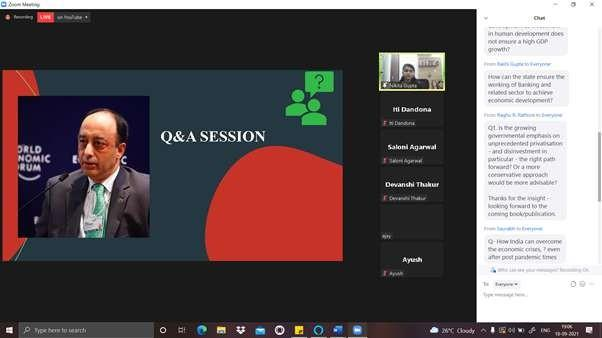 Zoom Meeting
Recording
LIVE on YouTube
WORLD
ECONOMIC
FORUM
Q&A SESSION
?
Nikita Gupta
Iti Dandona
Iti Dandona
Saloni Agarwal
Saloni Agarwal
Devanshi Thakur
Devanshi Thakur
ajay
Ayush
Ayush
Chat
in human development does
not ensure a high GDP
growth?
From Rakhi Gupta to Everyone
How can the state ensure the
working of Banking and
related sector to achieve
economic development?
From Raghu R. Rathore to Everyone
Q1. is the growing
governmental emphasis on
unprecedented privatisation
- and disinvestment in
particular - the right path
forward? Or a more
conservative approach
would be more advisable?
Thanks for the insight -
looking forward to the
coming book/publication.
From Saurabh to Everyone
Q- How India can overcome
the economic crises, ? even
after post pandemic times
Who can see your messages? Recording On
To: Everyone
Type message here...
Type here to search
26°C Cloudy
ENG
19:06
10-09-2021